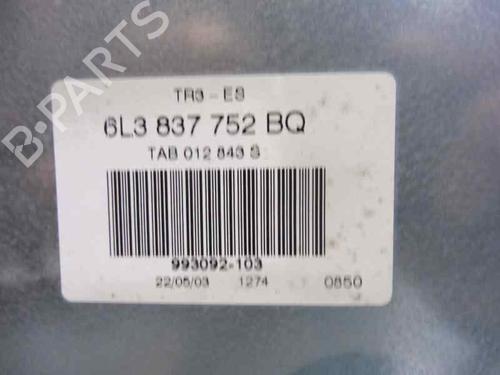 B-PARTS
TR3 - ES
6L3 837 752 BQ
TAB 012 843 S
993092-103
22/05/03 1274 0850